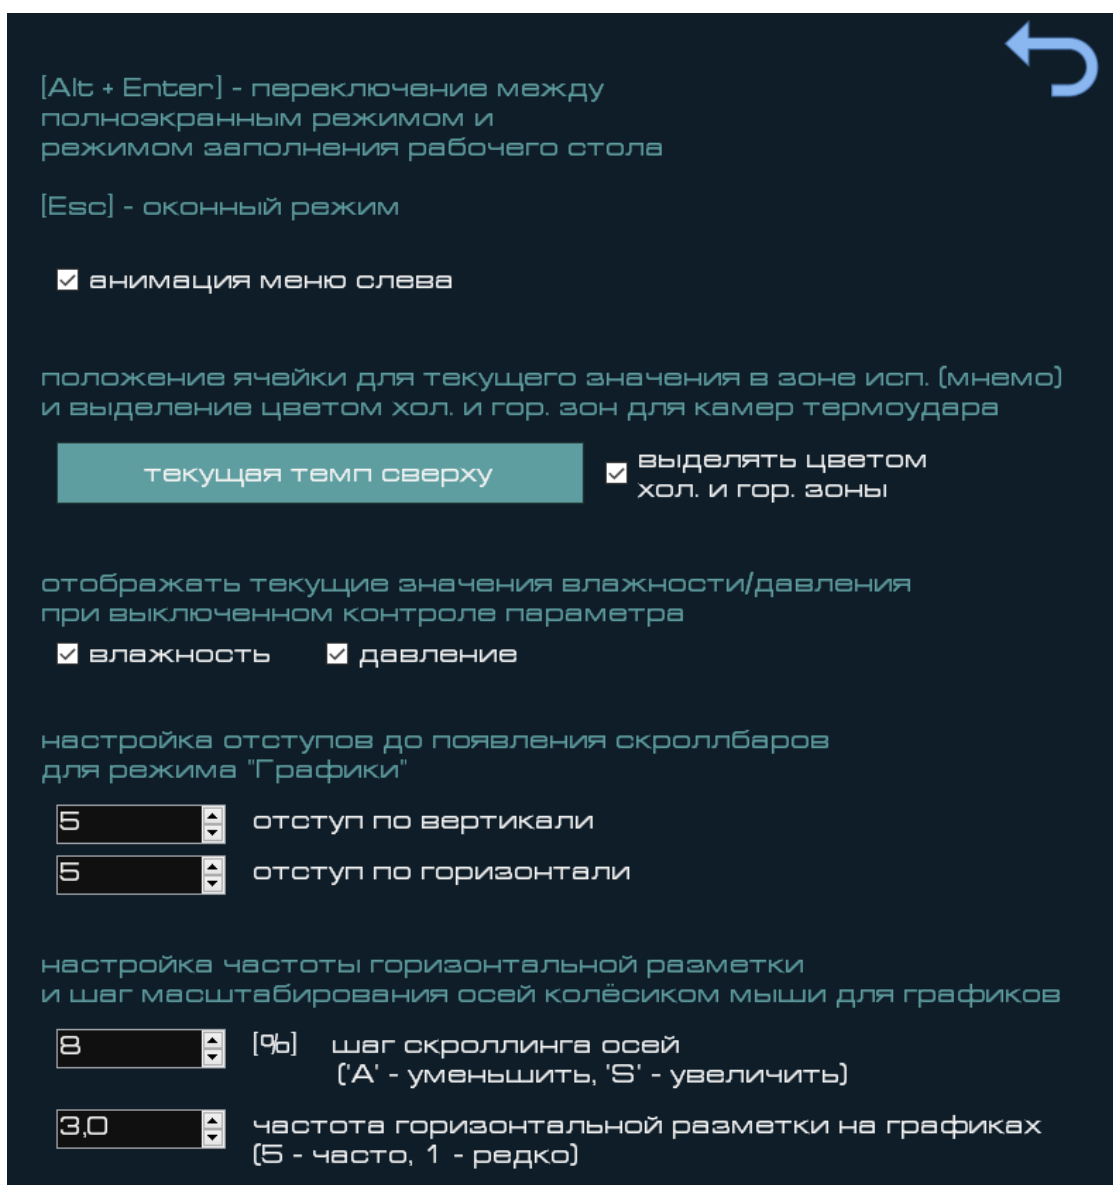 [Alt + Enter] - переключение между
полноэкранным режимом и
режимом заполнения рабочего стола
[Esc] - оконный режим
анимация меню слева
положение ячейки для текущего значения в зоне исп. (мнемо)
и выделение цветом хол. и гор. зон для камер термоудара
текущая темп сверху
выделять цветом
хол. и гор. зоны
отображать текущие значения влажности/давления
при выключенном контроле параметра
влажность давление
настройка отступов до появления скроллбаров
для режима "Графики"
5 отступ по вертикали
5 отступ по горизонтали
настройка частоты горизонтальной разметки
и шаг масштабирования осей колёсиком мыши для графиков
8 [%] шаг скроллинга осей
('A' - уменьшить, 'S' - увеличить)
3,0 частота горизонтальной разметки на графиках
(5 - часто, 1 - редко)